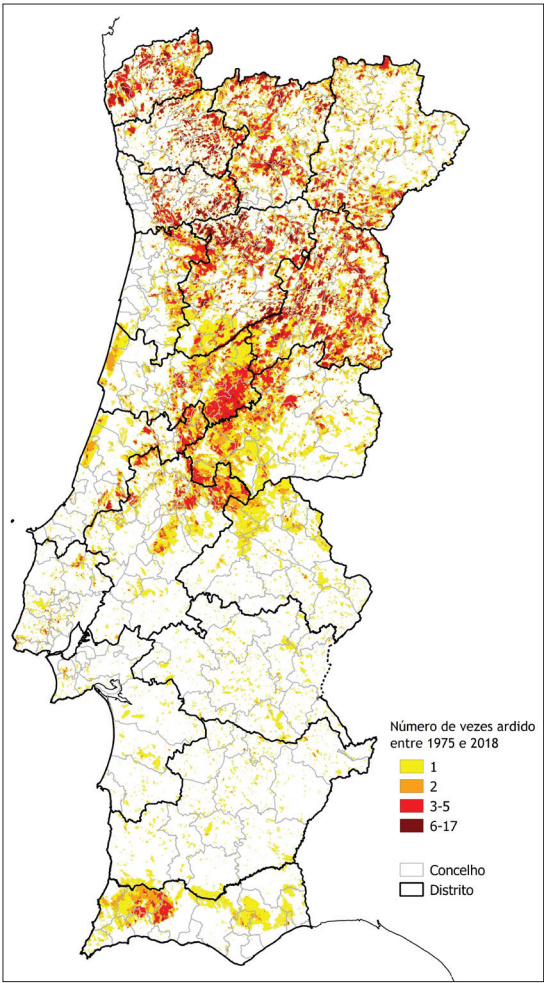 Número de vezes ardido
entre 1975 e 2018
1
2
3-5
6-17
Concelho
Distrito